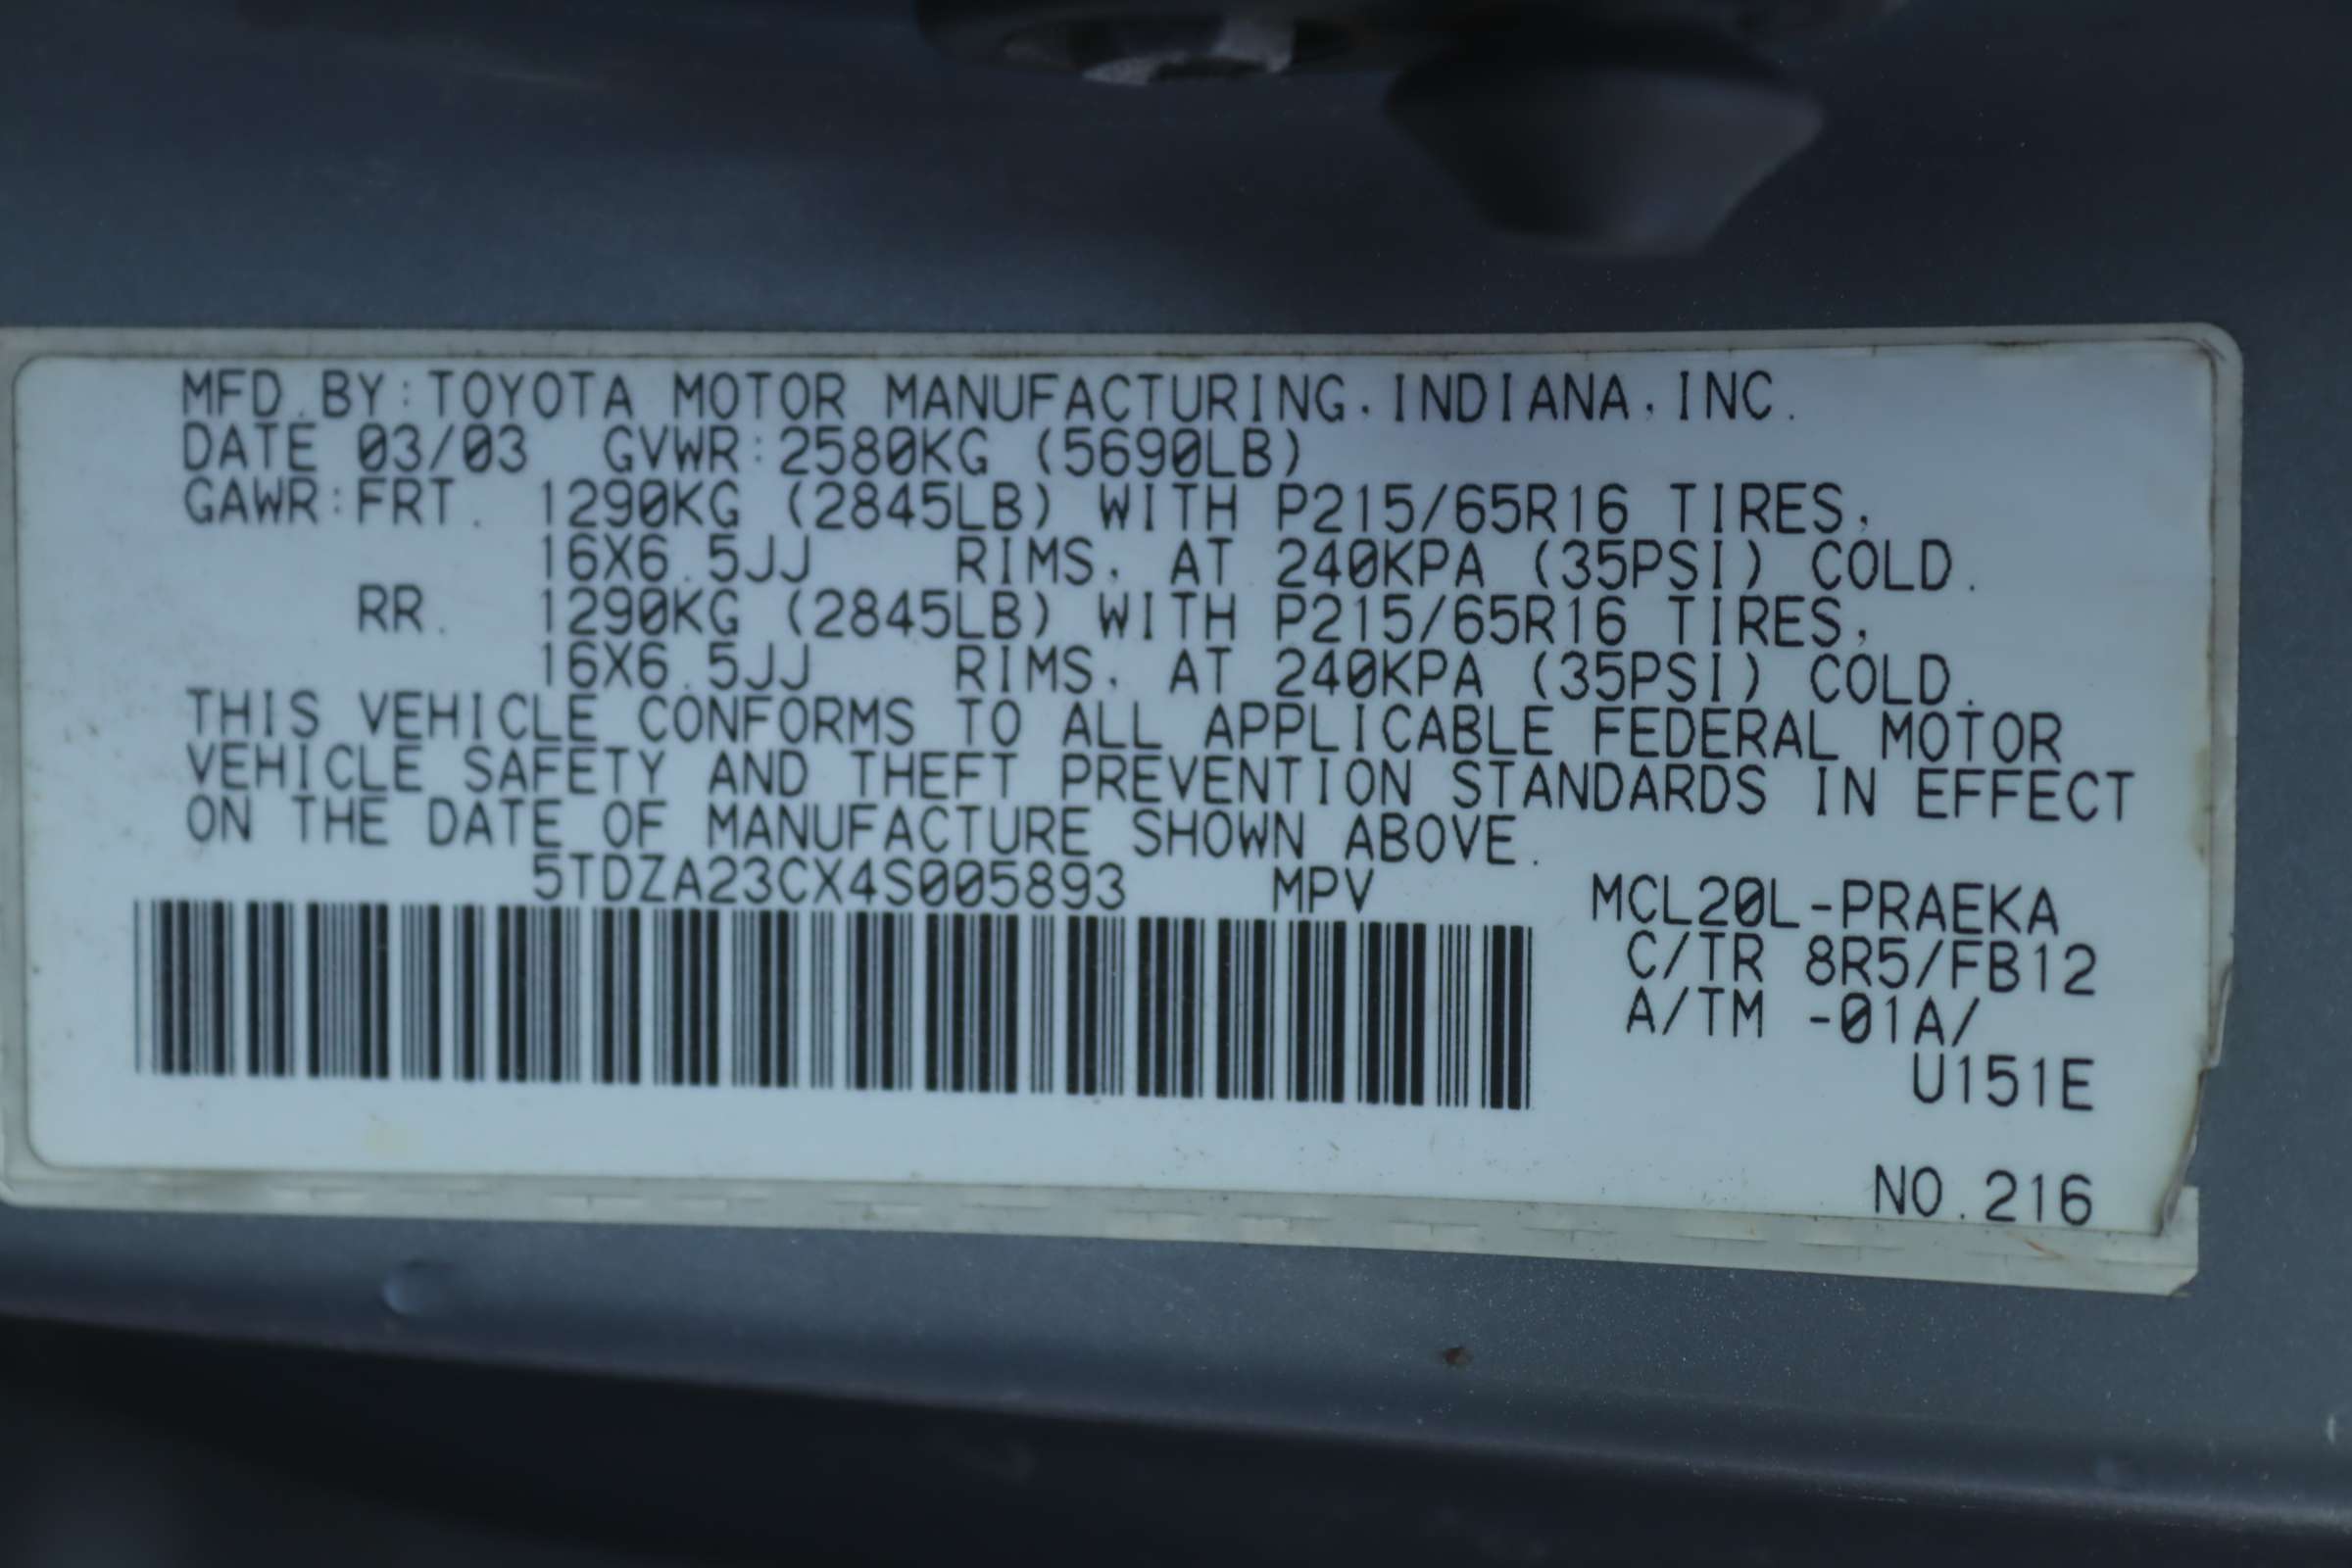 MFD.BY:TOYOTA MOTOR MANUFACTURING,INDIANA,INC.
DATE 03/03 GVWR:2580KG (5690LB)
GAWR:FRT. 1290KG (2845LB) WITH P215/65R16 TIRES,
16X6.5JJ RIMS, AT 240KPA (35PSI) COLD.
RR. 1290KG (2845LB) WITH P215/65R16 TIRES,
16X6.5JJ RIMS, AT 240KPA (35PSI) COLD.
THIS VEHICLE CONFORMS TO ALL APPLICABLE FEDERAL MOTOR
VEHICLE SAFETY AND THEFT PREVENTION STANDARDS IN EFFECT
ON THE DATE OF MANUFACTURE SHOWN ABOVE.
5TDZA23CX4S005893 MPV MCL20L-PRAEKA
C/TR 8R5/FB12
A/TM -01A/
U151E
NO.216